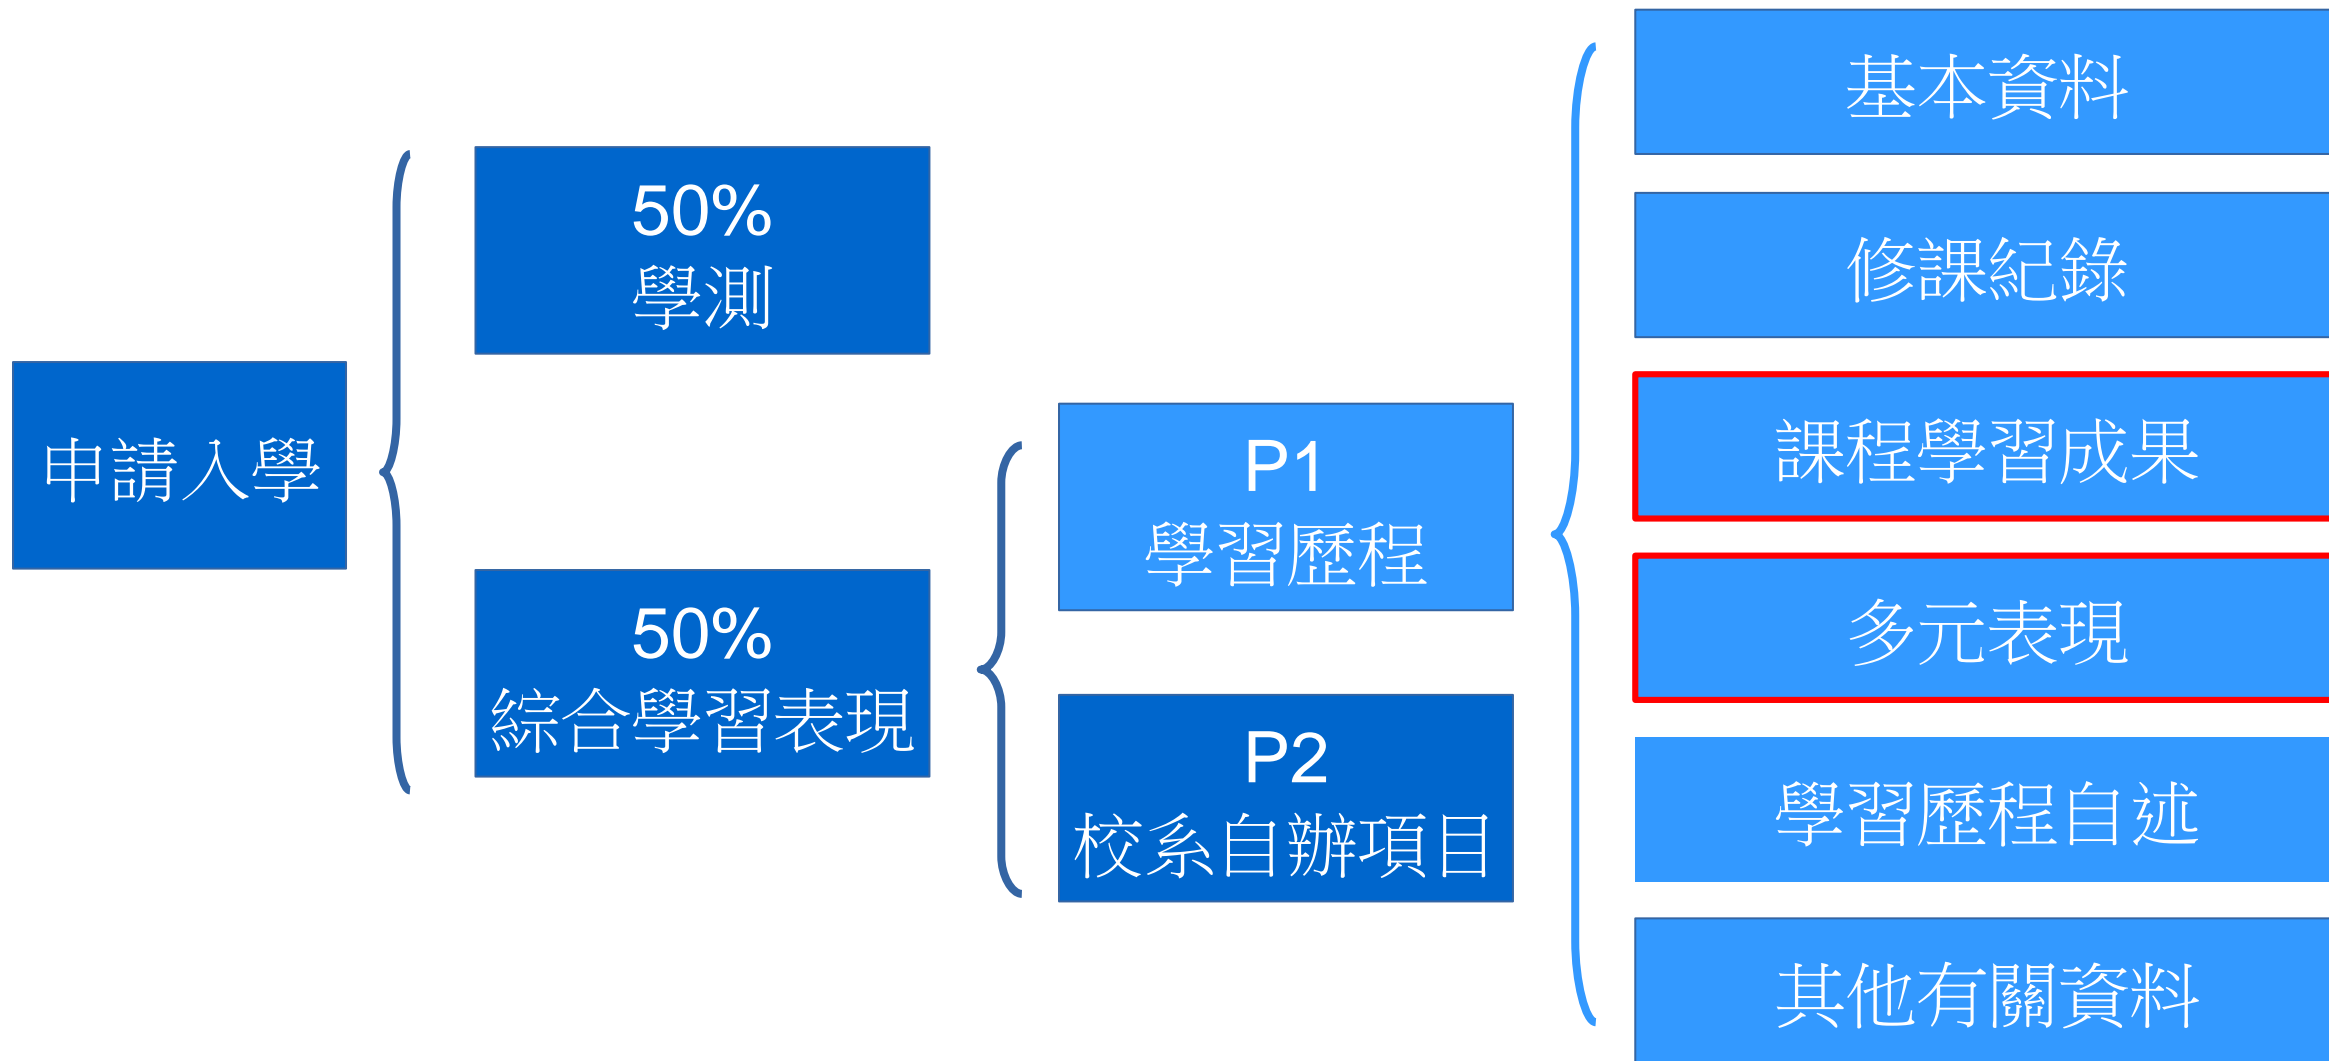 申請入學
50%
學測
50%
綜合學習表現
P1
學習歷程
P2
校系自辦項目
基本資料
修課紀錄
課程學習成果
多元表現
學習歷程自述
其他有關資料